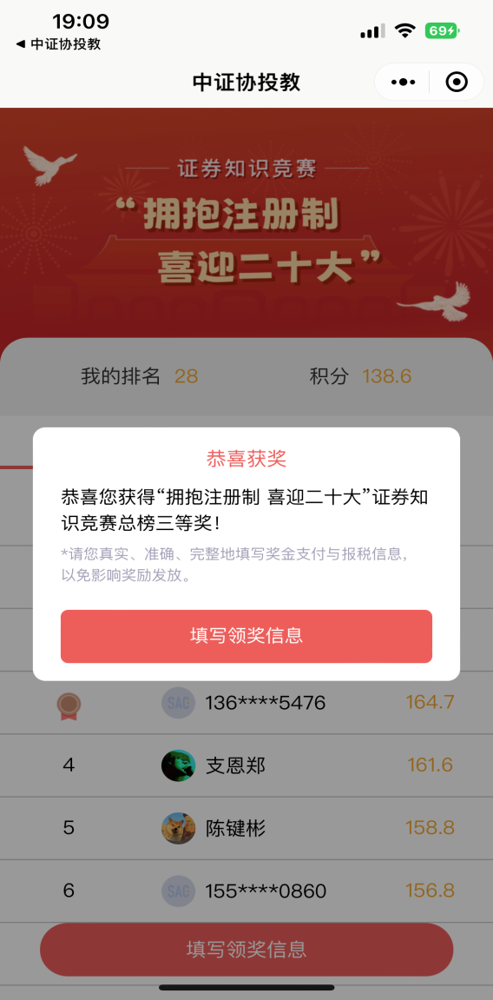 19:09
69
◀ 中证协投教
中证协投教
证券知识竞赛
“拥抱注册制
喜迎二十大”
我的排名 28 积分 138.6
恭喜获奖
恭喜您获得“拥抱注册制 喜迎二十大”证券知
识竞赛总榜三等奖!
*请您真实、准确、完整地填写奖金支付与报税信息,
以免影响奖励发放。
填写领奖信息
SAC 136****5476 164.7
4 支恩郑 161.6
5 陈键彬 158.8
6 SAC 155****0860 156.8
填写领奖信息